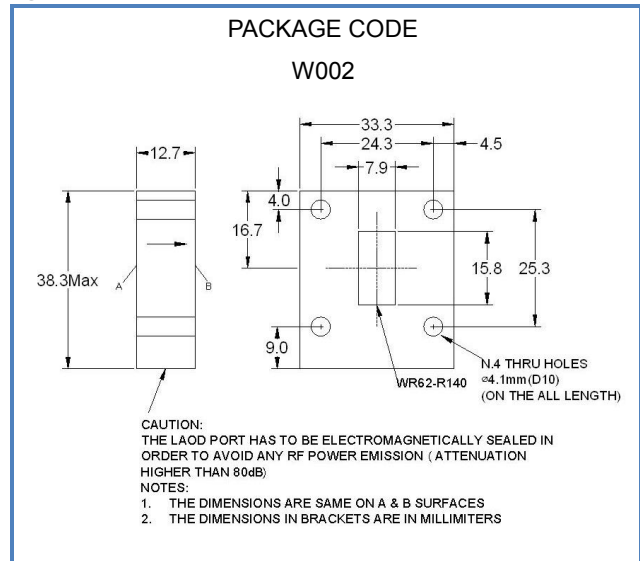 PACKAGE CODE
W002
33.3
24.3
4.5
12.7
7.9
4.0
16.7
38.3Max
A
B
15.8
25.3
9.0
WR62-R140
N.4 THRU HOLES
⌀4.1mm(D10)
(ON THE ALL LENGTH)
CAUTION:
THE LAOD PORT HAS TO BE ELECTROMAGNETICALLY SEALED IN
ORDER TO AVOID ANY RF POWER EMISSION ( ATTENUATION
HIGHER THAN 80dB)
NOTES:
1. THE DIMENSIONS ARE SAME ON A & B SURFACES
2. THE DIMENSIONS IN BRACKETS ARE IN MILLIMITERS